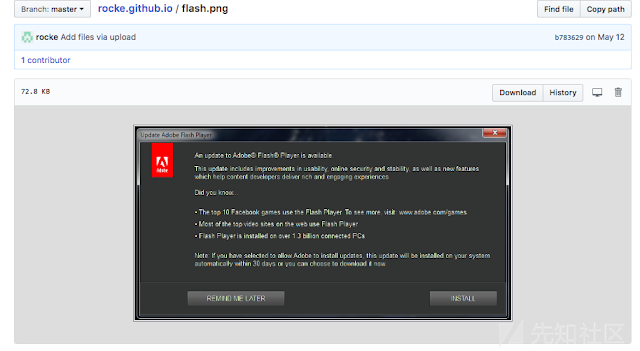 Branch: master
rocke.github.io / flash.png
Find file
Copy path
rocke Add files via upload
b783629 on May 12
1 contributor
72.8 KB
Download
History
Update Adobe Flash Player
Adobe
An update to Adobe® Flash® Player is available.
This update includes improvements in usability, online security and stability, as well as new features
which help content developers deliver rich and engaging experiences.
Did you know...
• The top 10 Facebook games use the Flash Player. To see more, visit: www.adobe.com/games
• Most of the top video sites on the web use Flash Player
• Flash Player is installed on over 1.3 billion connected PCs
Note: If you have selected to allow Adobe to install updates, this update will be installed on your system
automatically within 30 days or you can choose to download it now.
REMIND ME LATER
INSTALL
先知社区